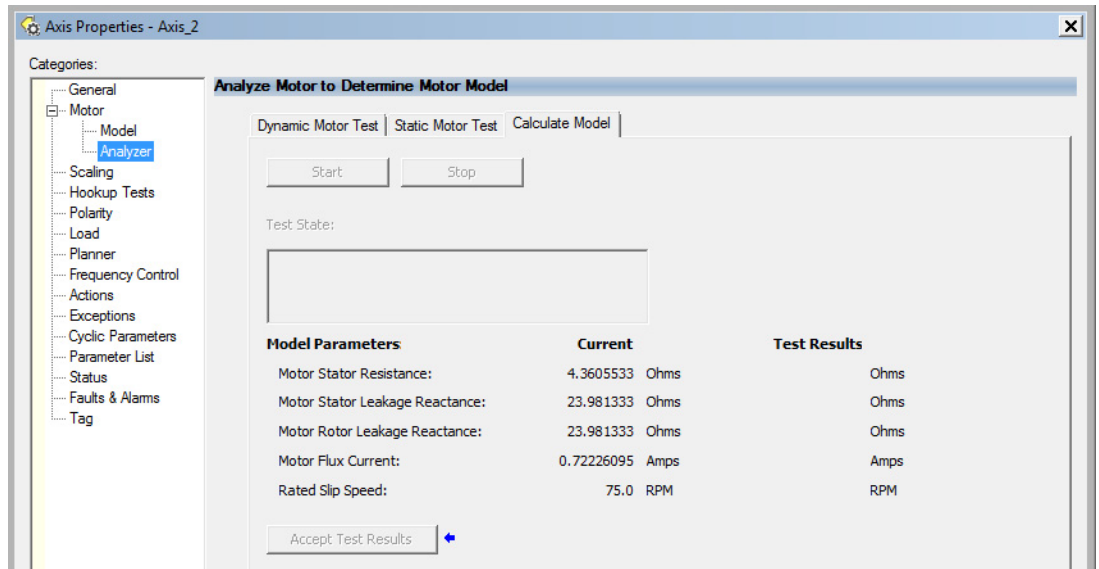 Axis Properties - Axis_2
Categories:
General
Motor
Model
Analyzer
Scaling
Hookup Tests
Polarity
Load
Planner
Frequency Control
Actions
Exceptions
Cyclic Parameters
Parameter List
Status
Faults & Alarms
Tag
Analyze Motor to Determine Motor Model
Dynamic Motor Test Static Motor Test Calculate Model
Start Stop
Test State:
Model Parameters: Current Test Results
Motor Stator Resistance: 4.3605533 Ohms Ohms
Motor Stator Leakage Reactance: 23.981333 Ohms Ohms
Motor Rotor Leakage Reactance: 23.981333 Ohms Ohms
Motor Flux Current: 0.72226095 Amps Amps
Rated Slip Speed: 75.0 RPM RPM
Accept Test Results